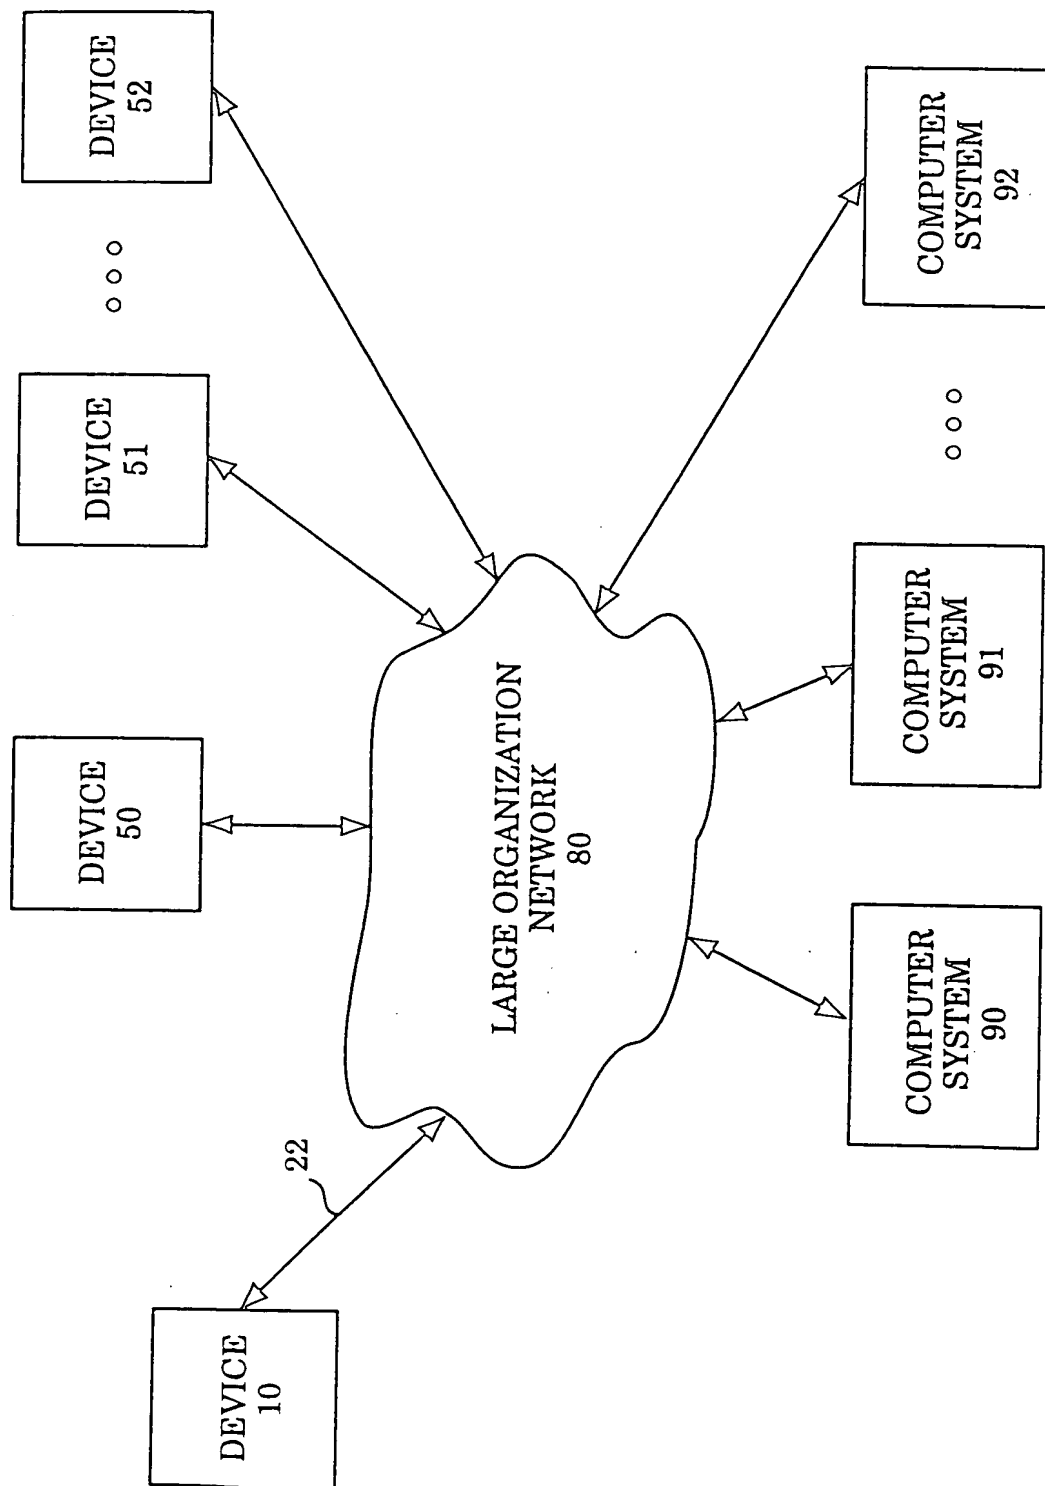 DEVICE
10
22
DEVICE
50
DEVICE
51
DEVICE
52
LARGE ORGANIZATION
NETWORK
80
COMPUTER
SYSTEM
90
COMPUTER
SYSTEM
91
COMPUTER
SYSTEM
92